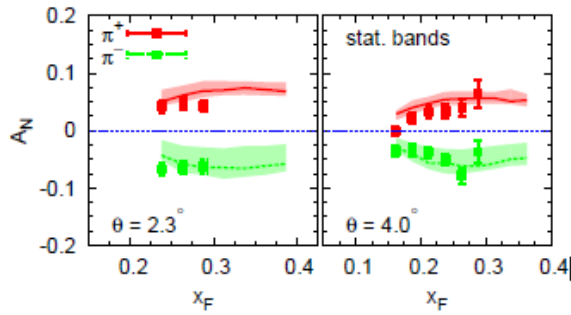 π+
π−
stat. bands
0.2
0.1
0
-0.1
-0.2
A_N
θ = 2.3°
θ = 4.0°
0.2 0.3 0.4
0.1 0.2 0.3 0.4
x_F
x_F